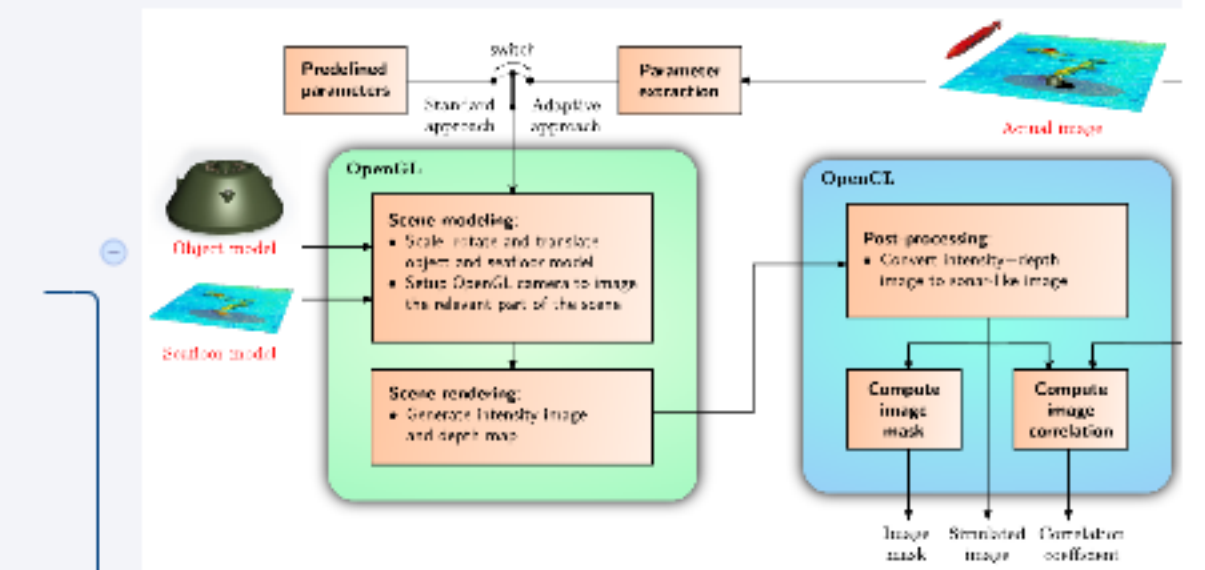 switch
Predefined
parameters
Parameter
extraction
Standard
approach
Adaptive
approach
Actual image
OpenGL
Object model
Seafloor model
Scene modeling:
• Scale, rotate and translate
object and seafloor model
• Setup OpenGL camera to image
the relevant part of the scene
Scene rendering:
• Generate intensity image
and depth map
OpenCL
Post-processing:
• Convert intensity–depth
image to sonar-like image
Compute
image
mask
Compute
image
correlation
Image
mask
Simulated
image
Correlation
coefficient